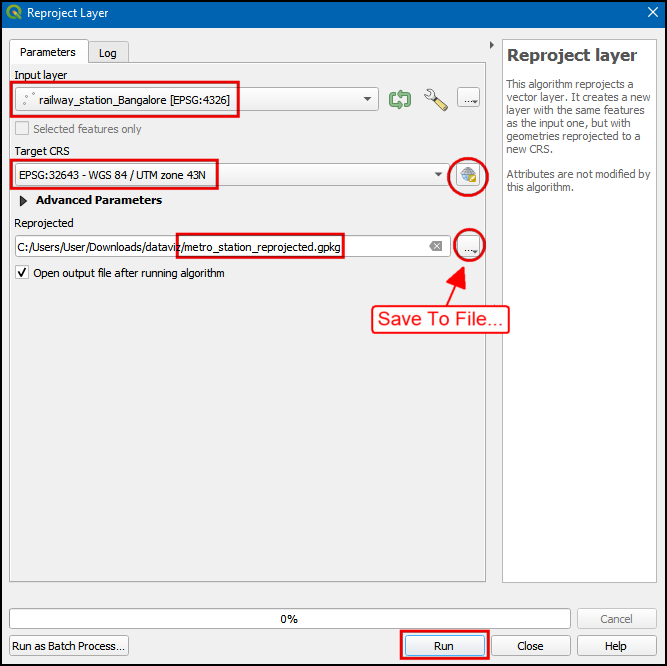 Reproject Layer
Parameters
Log
Input layer
railway_station_Bangalore [EPSG:4326]
...
Selected features only
Target CRS
EPSG:32643 - WGS 84 / UTM zone 43N
Advanced Parameters
Reprojected
C:/Users/User/Downloads/dataviz/metro_station_reprojected.gpkg
...
Open output file after running algorithm
Save To File...
Reproject layer
This algorithm reprojects a
vector layer. It creates a new
layer with the same features
as the input one, but with
geometries reprojected to a
new CRS.
Attributes are not modified by
this algorithm.
0%
Cancel
Run as Batch Process...
Run
Close
Help